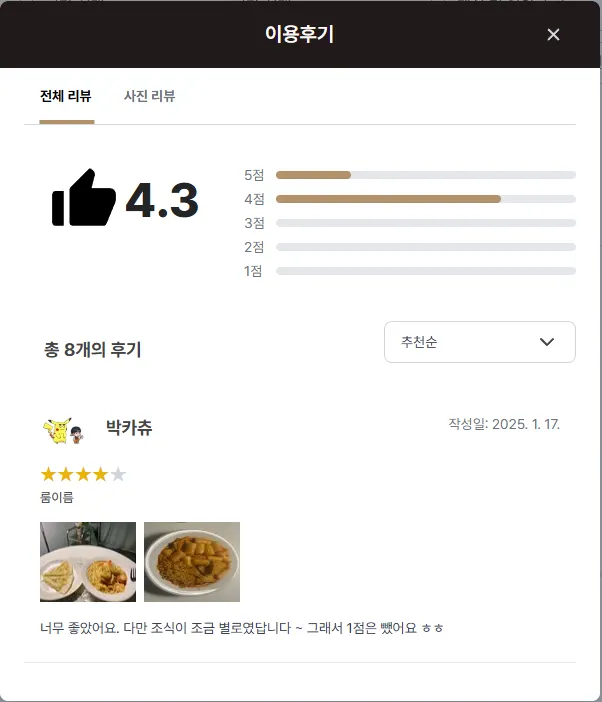 이용후기
전체 리뷰 사진 리뷰
4.3
5점
4점
3점
2점
1점
총 8개의 후기
추천순
박카츄
작성일: 2025. 1. 17.
룸이름
너무 좋았어요. 다만 조식이 조금 별로였답니다 ~ 그래서 1점은 뺐어요 ㅎㅎ